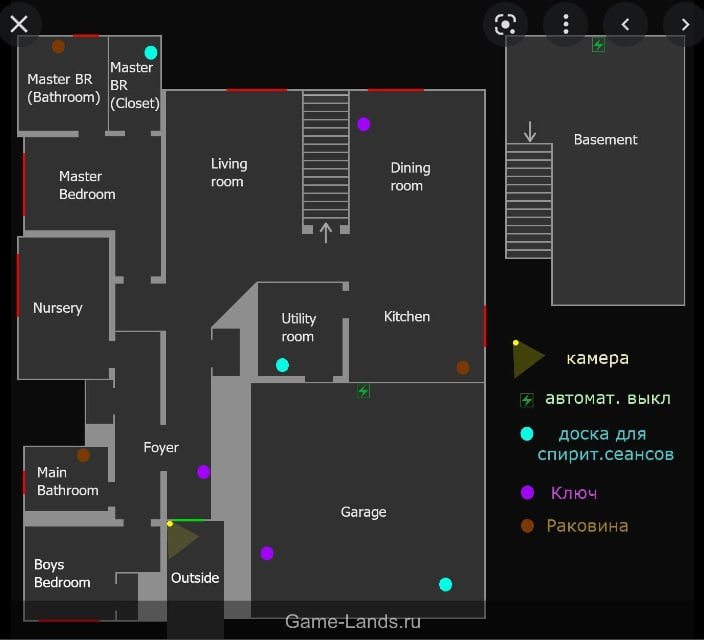 Master BR
(Bathroom)
Master
BR
(Closet)
Master
Bedroom
Living
room
Dining
room
Basement
Nursery
Utility
room
Kitchen
камера
автомат. выкл
доска для
спирит.сеансов
Ключ
Раковина
Foyer
Main
Bathroom
Garage
Boys
Bedroom
Outside
Game-Lands.ru